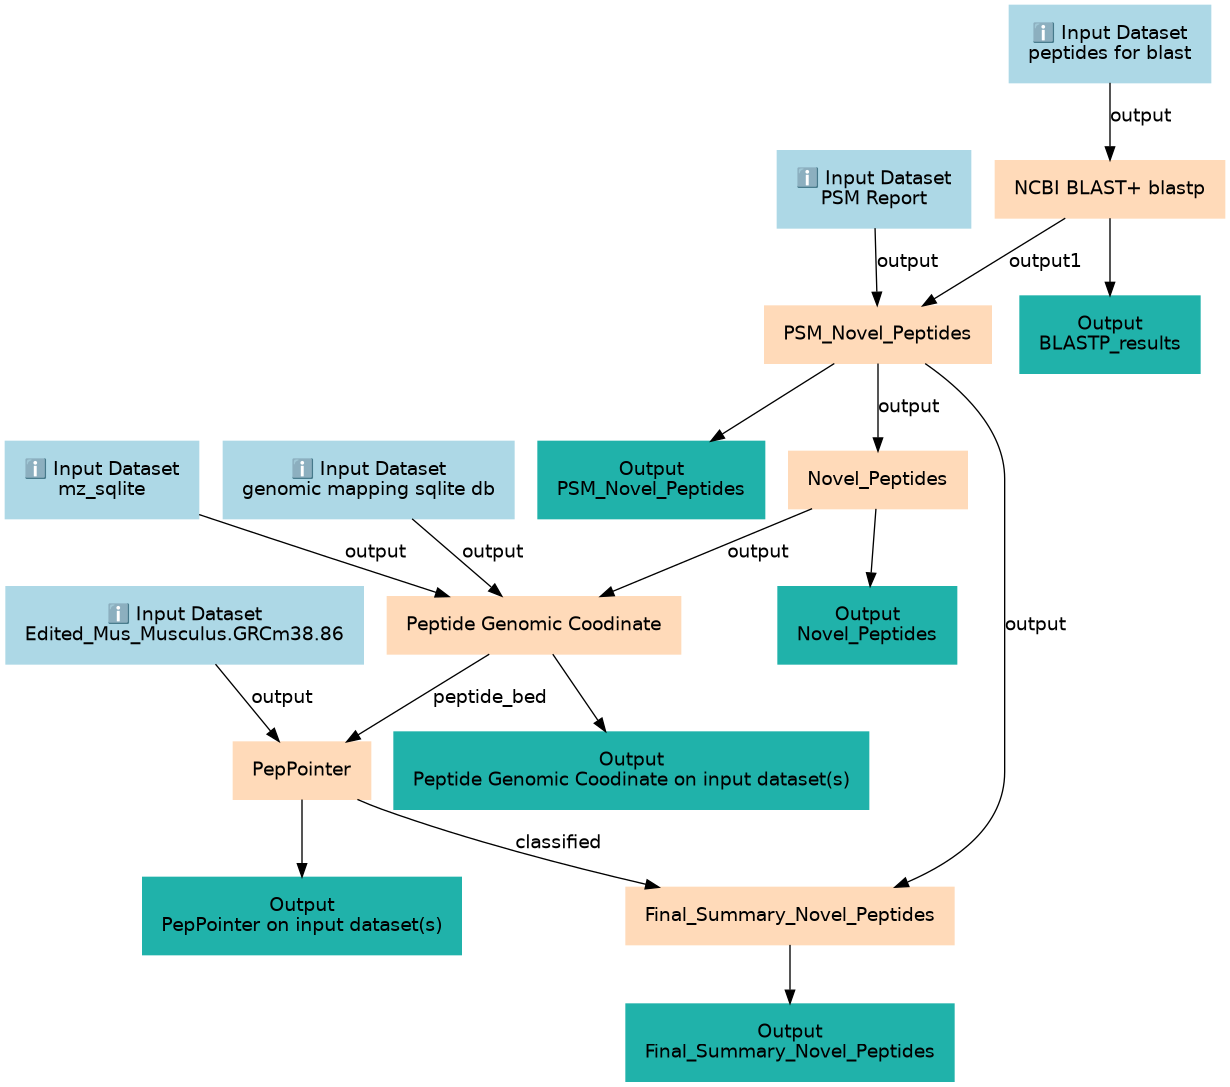 ℹ️ Input Dataset
peptides for blast
output
ℹ️ Input Dataset
PSM Report
NCBI BLAST+ blastp
output
output1
PSM_Novel_Peptides
Output
BLASTP_results
output
ℹ️ Input Dataset
mz_sqlite
ℹ️ Input Dataset
genomic mapping sqlite db
Output
PSM_Novel_Peptides
Novel_Peptides
output
output
output
ℹ️ Input Dataset
Edited_Mus_Musculus.GRCm38.86
Peptide Genomic Coodinate
Output
Novel_Peptides
output
output
peptide_bed
PepPointer
Output
Peptide Genomic Coodinate on input dataset(s)
classified
Output
PepPointer on input dataset(s)
Final_Summary_Novel_Peptides
Output
Final_Summary_Novel_Peptides